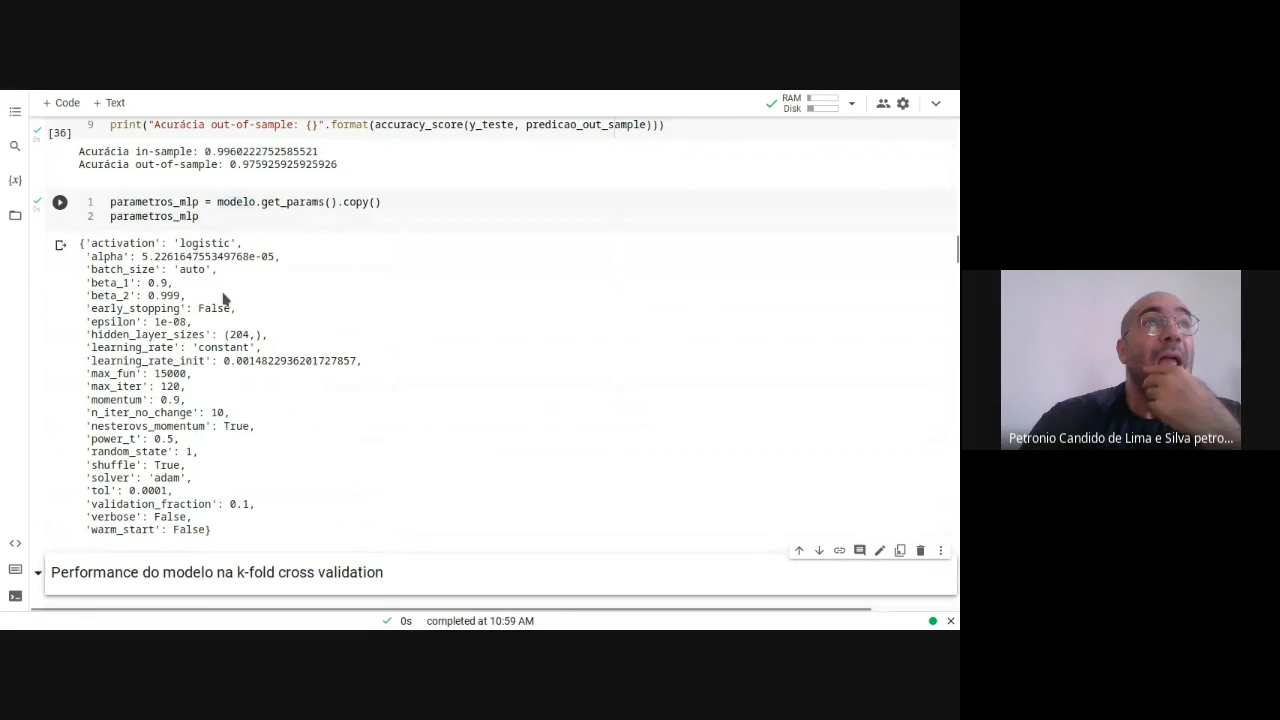 + Code + Text
RAM
Disk
[36]
9 print("Acurácia out-of-sample: {}".format(accuracy_score(y_teste, predicao_out_sample)))
0s
Acurácia in-sample: 0.9960222752585521
Acurácia out-of-sample: 0.975925925925926
0s
1 parametros_mlp = modelo.get_params().copy()
2 parametros_mlp
{'activation': 'logistic',
'alpha': 5.226164755349768e-05,
'batch_size': 'auto',
'beta_1': 0.9,
'beta_2': 0.999,
'early_stopping': False,
'epsilon': 1e-08,
'hidden_layer_sizes': (204,),
'learning_rate': 'constant',
'learning_rate_init': 0.0014822936201727857,
'max_fun': 15000,
'max_iter': 120,
'momentum': 0.9,
'n_iter_no_change': 10,
'nesterovs_momentum': True,
'power_t': 0.5,
'random_state': 1,
'shuffle': True,
'solver': 'adam',
'tol': 0.0001,
'validation_fraction': 0.1,
'verbose': False,
'warm_start': False}
Performance do modelo na k-fold cross validation
0s completed at 10:59 AM
Petronio Candido de Lima e Silva petro...